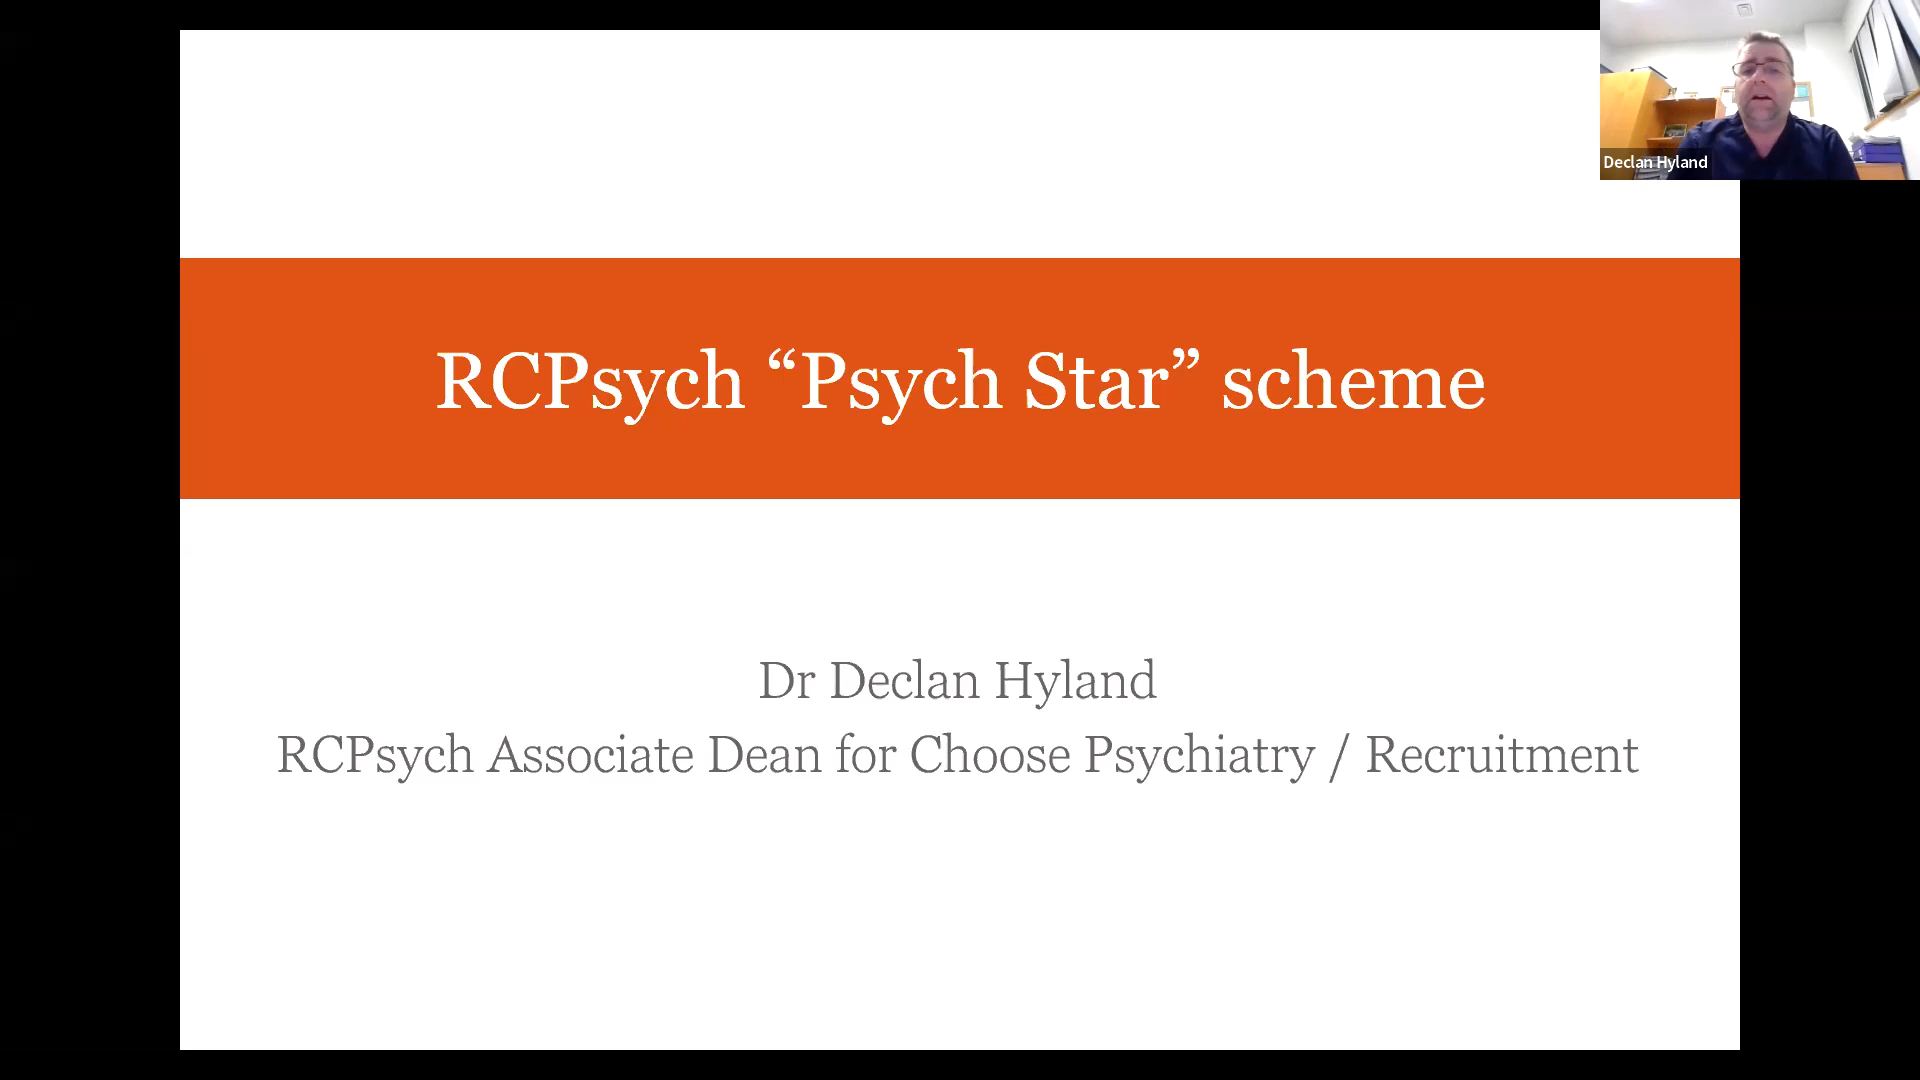 Declan Hyland
RCPsych “Psych Star” scheme
Dr Declan Hyland
RCPsych Associate Dean for Choose Psychiatry / Recruitment